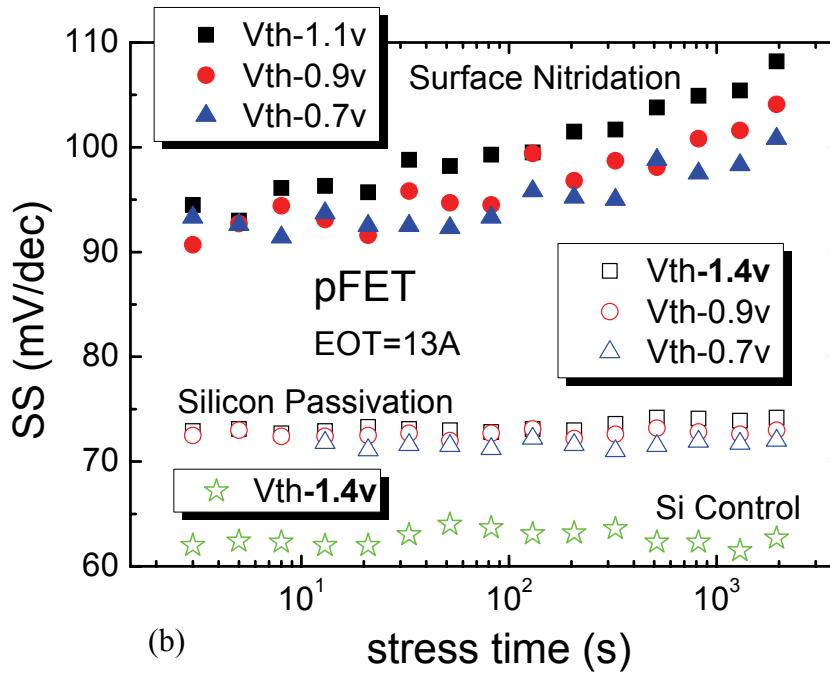 Vth-1.1v
Vth-0.9v
Vth-0.7v
Surface Nitridation
110
100
90
80
70
60
SS (mV/dec)
pFET
EOT=13A
Vth-1.4v
Vth-0.9v
Vth-0.7v
Silicon Passivation
Vth-1.4v
Si Control
10¹
10²
10³
(b)
stress time (s)